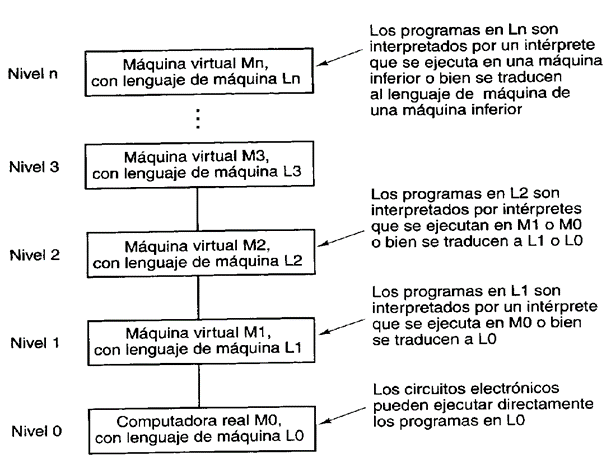 Nivel n
Máquina virtual Mn,
con lenguaje de máquina Ln
Los programas en Ln son
interpretados por un intérprete
que se ejecuta en una máquina
inferior o bien se traducen
al lenguaje de máquina de
una máquina inferior
Nivel 3
Máquina virtual M3,
con lenguaje de máquina L3
Nivel 2
Máquina virtual M2,
con lenguaje de máquina L2
Los programas en L2 son
interpretados por intérpretes
que se ejecutan en M1 o M0
o bien se traducen a L1 o L0
Nivel 1
Máquina virtual M1,
con lenguaje de máquina L1
Los programas en L1 son
interpretados por un intérprete
que se ejecuta en M0 o bien
se traducen a L0
Nivel 0
Computadora real M0,
con lenguaje de máquina L0
Los circuitos electrónicos
pueden ejecutar directamente
los programas en L0